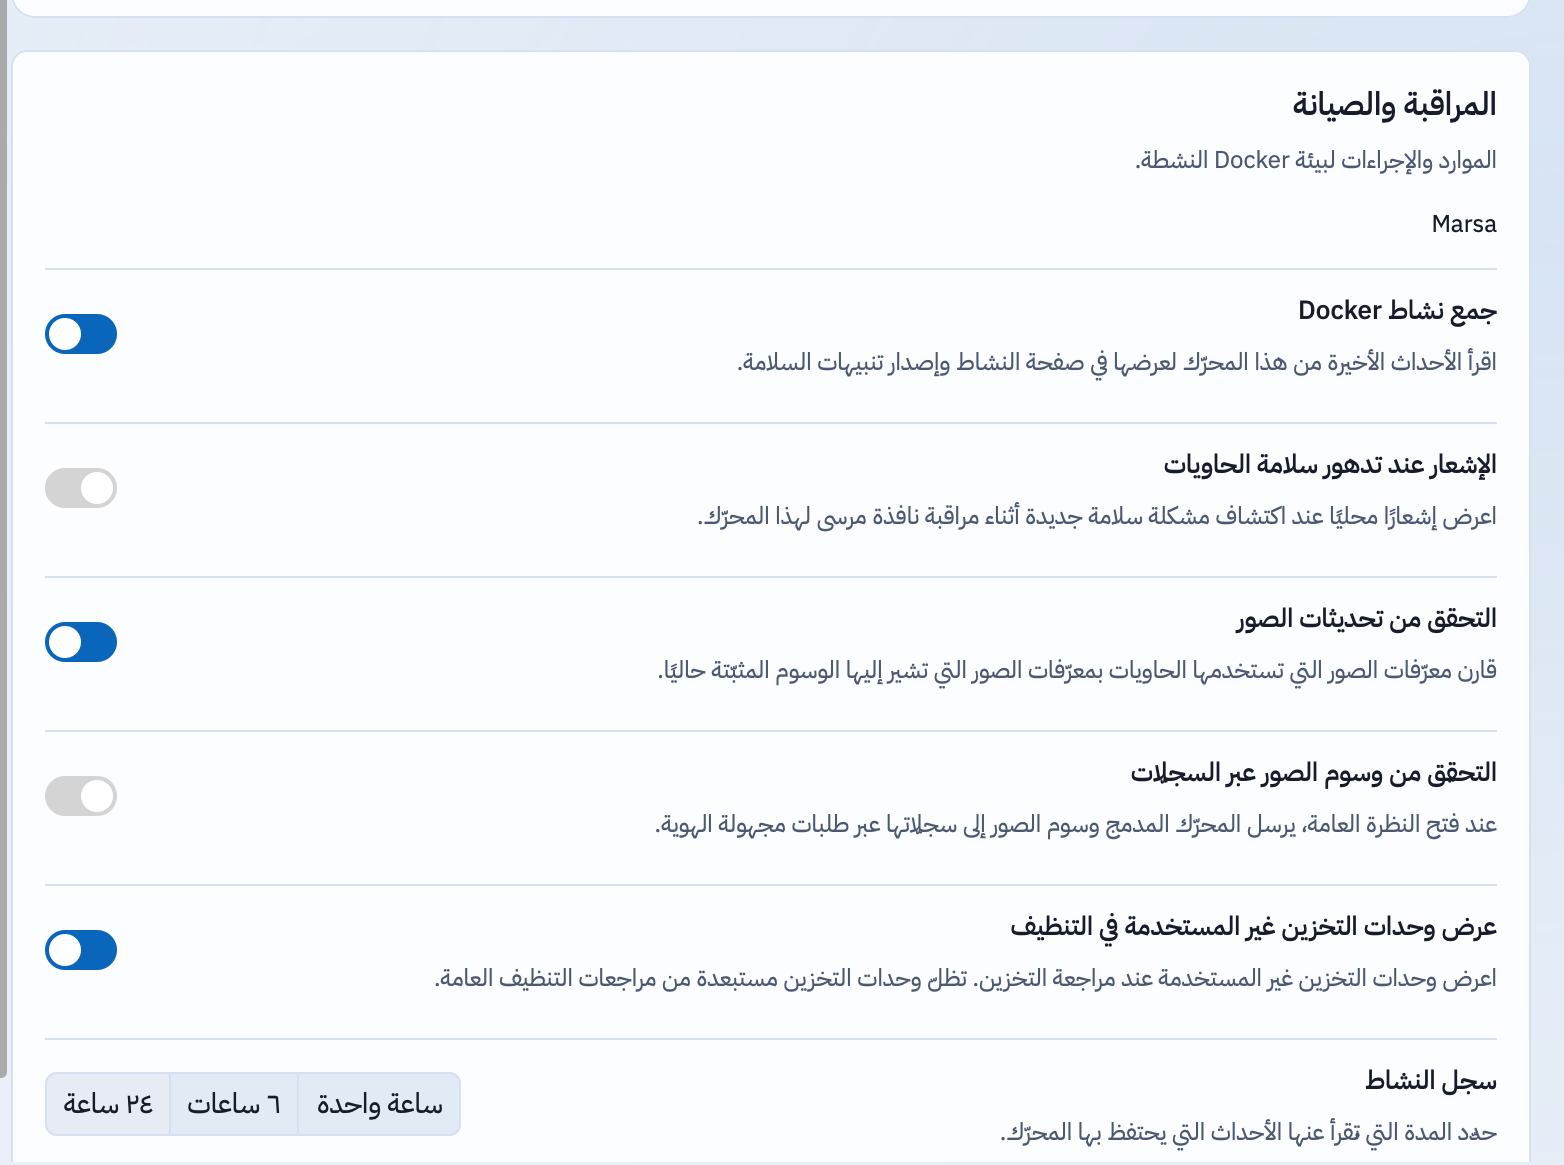 المراقبة والصيانة
الموارد والإجراءات لبيئة Docker النشطة.
Marsa
جمع نشاط Docker
اقرأ الأحداث الأخيرة من هذا المحرّك لعرضها في صفحة النشاط وإصدار تنبيهات السلامة.
الإشعار عند تدهور سلامة الحاويات
اعرض إشعارًا محليًا عند اكتشاف مشكلة سلامة جديدة أثناء مراقبة نافذة مرسى لهذا المحرّك.
التحقق من تحديثات الصور
قارن معرّفات الصور التي تستخدمها الحاويات بمعرّفات الصور التي تشير إليها الوسوم المثبّتة حاليًا.
التحقق من وسوم الصور عبر السجلات
عند فتح النظرة العامة، يرسل المحرّك المدمج وسوم الصور إلى سجلاتها عبر طلبات مجهولة الهوية.
عرض وحدات التخزين غير المستخدمة في التنظيف
اعرض وحدات التخزين غير المستخدمة عند مراجعة التخزين. تظلّ وحدات التخزين مستبعدة من مراجعات التنظيف العامة.
سجل النشاط
ساعة واحدة
٦ ساعات
٢٤ ساعة
حدد المدة التي تقرأ عنها الأحداث التي يحتفظ بها المحرّك.